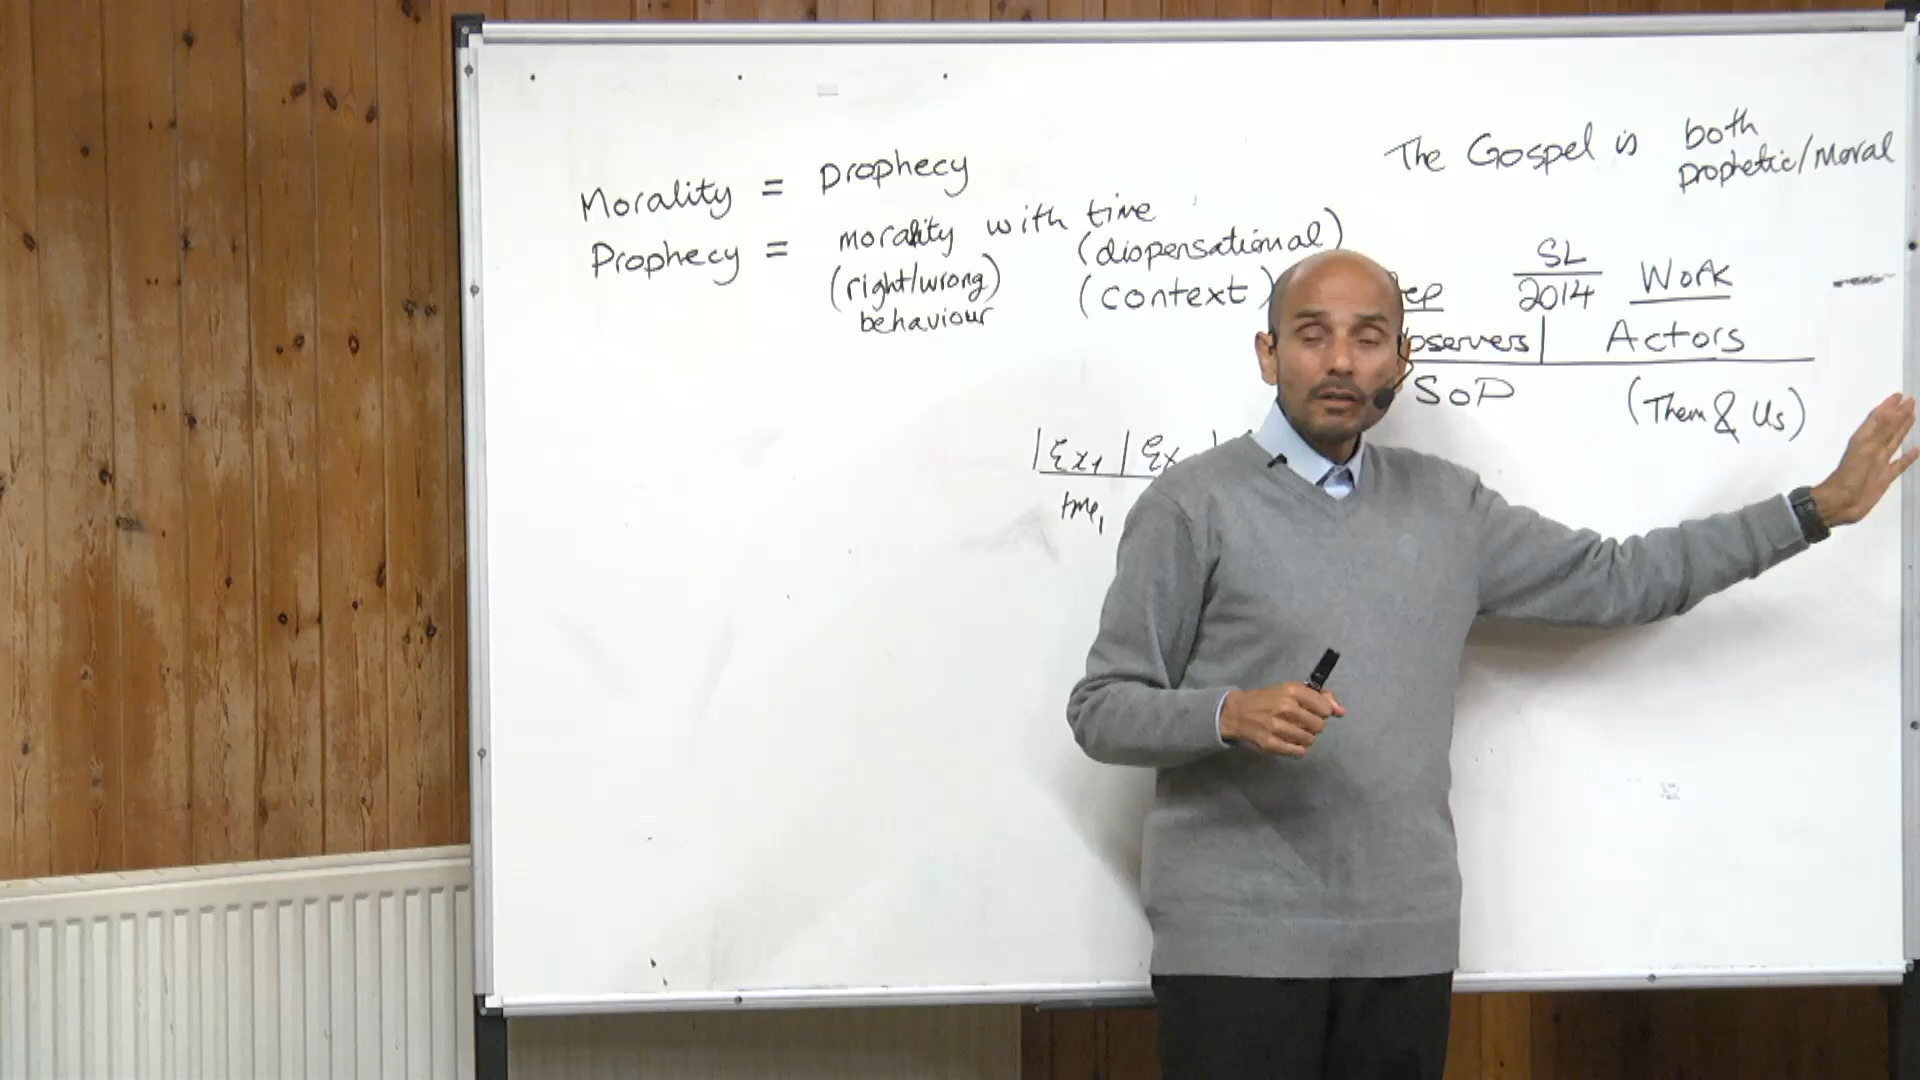 Morality = prophecy
Prophecy = morality with time
(right/wrong) (dispensational)
behaviour (context)
The Gospel is both
prophetic/Moral
SL
2014 Work
Actors
SoP (Them & Us)